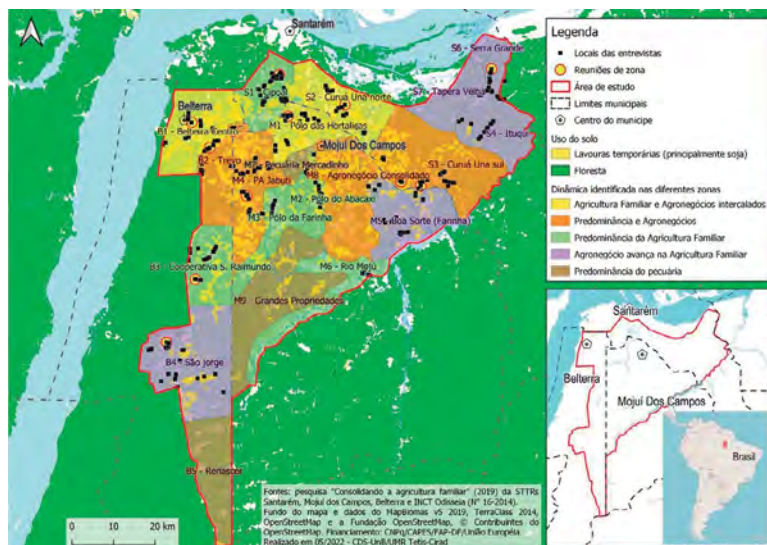 Santarém
S6 - Serra Grande
S7 - Tapera Velha
S1 - Cipoal
S2 - Curuá Una norte
Belterra
M1 - Polo das Hortaliças
B1 - Belterra Centro
S4 - Ituqui
Mojuí Dos Campos
B2 - Trevo
Pecuária Mercadinho
S3 - Curuá Una sul
M4 - PA Jabuti
M8 - Agronegócio Consolidado
M2 - Polo do Abacaxi
M3 - Pólo da Farinha
M5 - Boa Sorte (Farinha)
B3 - Cooperativa S. Raimundo
M6 - Rio Mojú
M9 - Grandes Propriedades
B4 - São jorge
B5 - Renascer
0 10 20 km
Fontes: pesquisa "Consolidando a agricultura familiar" (2019) da STTRs
Santarém, Mojuí dos Campos, Belterra e INCT Odisseia (N° 16-2014).
Fundo do mapa e dados do MapBiomas v5 2019, TerraClass 2014,
OpenStreetMap e a Fundação OpenStreetMap, © Contribuintes do
OpenStreetMap. Financiamento: CNPq/CAPES/FAP-DF/União Européia.
Realizado em 05/2022 - CDS-UnB/UMR Tetis-Cirad
Legenda
Locais das entrevistas
Reuniões de zona
Área de estudo
Limites municipais
Centro do municipe
Uso do solo
Lavouras temporárias (principalmente soja)
Floresta
Dinâmica identificada nas diferentes zonas
Agricultura Familiar e Agronegócios intercalados
Predominância e Agronégocios
Predominância da Agricultura Familiar
Agronegócio avança na Agricultura Familiar
Predominância do pecuária
Santarém
Belterra
Mojuí Dos Campos
Brasil